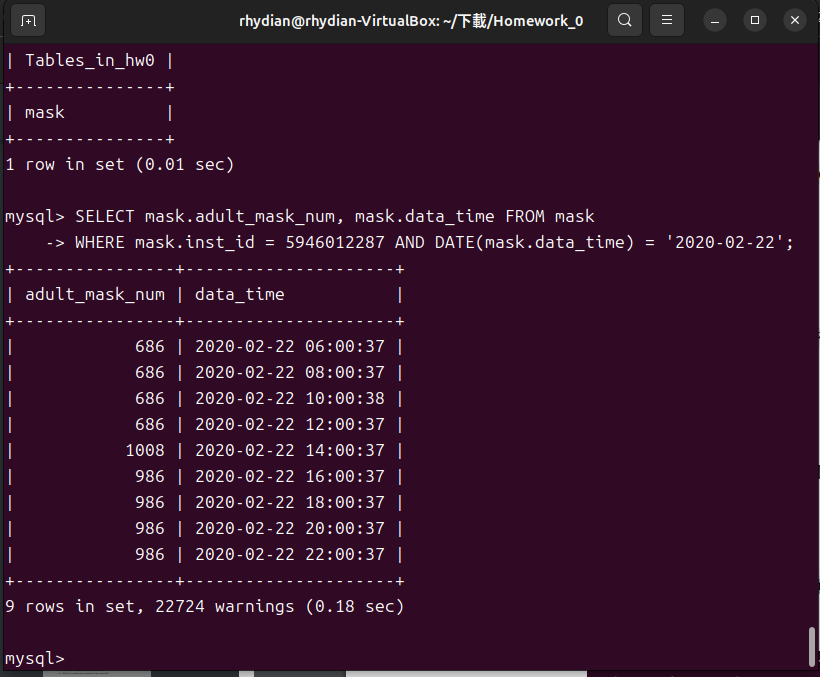 rhydian@rhydian-VirtualBox: ~/下載/Homework_0
| Tables_in_hw0 |
+---------------+
| mask          |
+---------------+
1 row in set (0.01 sec)

mysql> SELECT mask.adult_mask_num, mask.data_time FROM mask
    -> WHERE mask.inst_id = 5946012287 AND DATE(mask.data_time) = '2020-02-22';
+----------------+---------------------+
| adult_mask_num | data_time           |
+----------------+---------------------+
|            686 | 2020-02-22 06:00:37 |
|            686 | 2020-02-22 08:00:37 |
|            686 | 2020-02-22 10:00:38 |
|            686 | 2020-02-22 12:00:37 |
|           1008 | 2020-02-22 14:00:37 |
|            986 | 2020-02-22 16:00:37 |
|            986 | 2020-02-22 18:00:37 |
|            986 | 2020-02-22 20:00:37 |
|            986 | 2020-02-22 22:00:37 |
+----------------+---------------------+
9 rows in set, 22724 warnings (0.18 sec)

mysql>